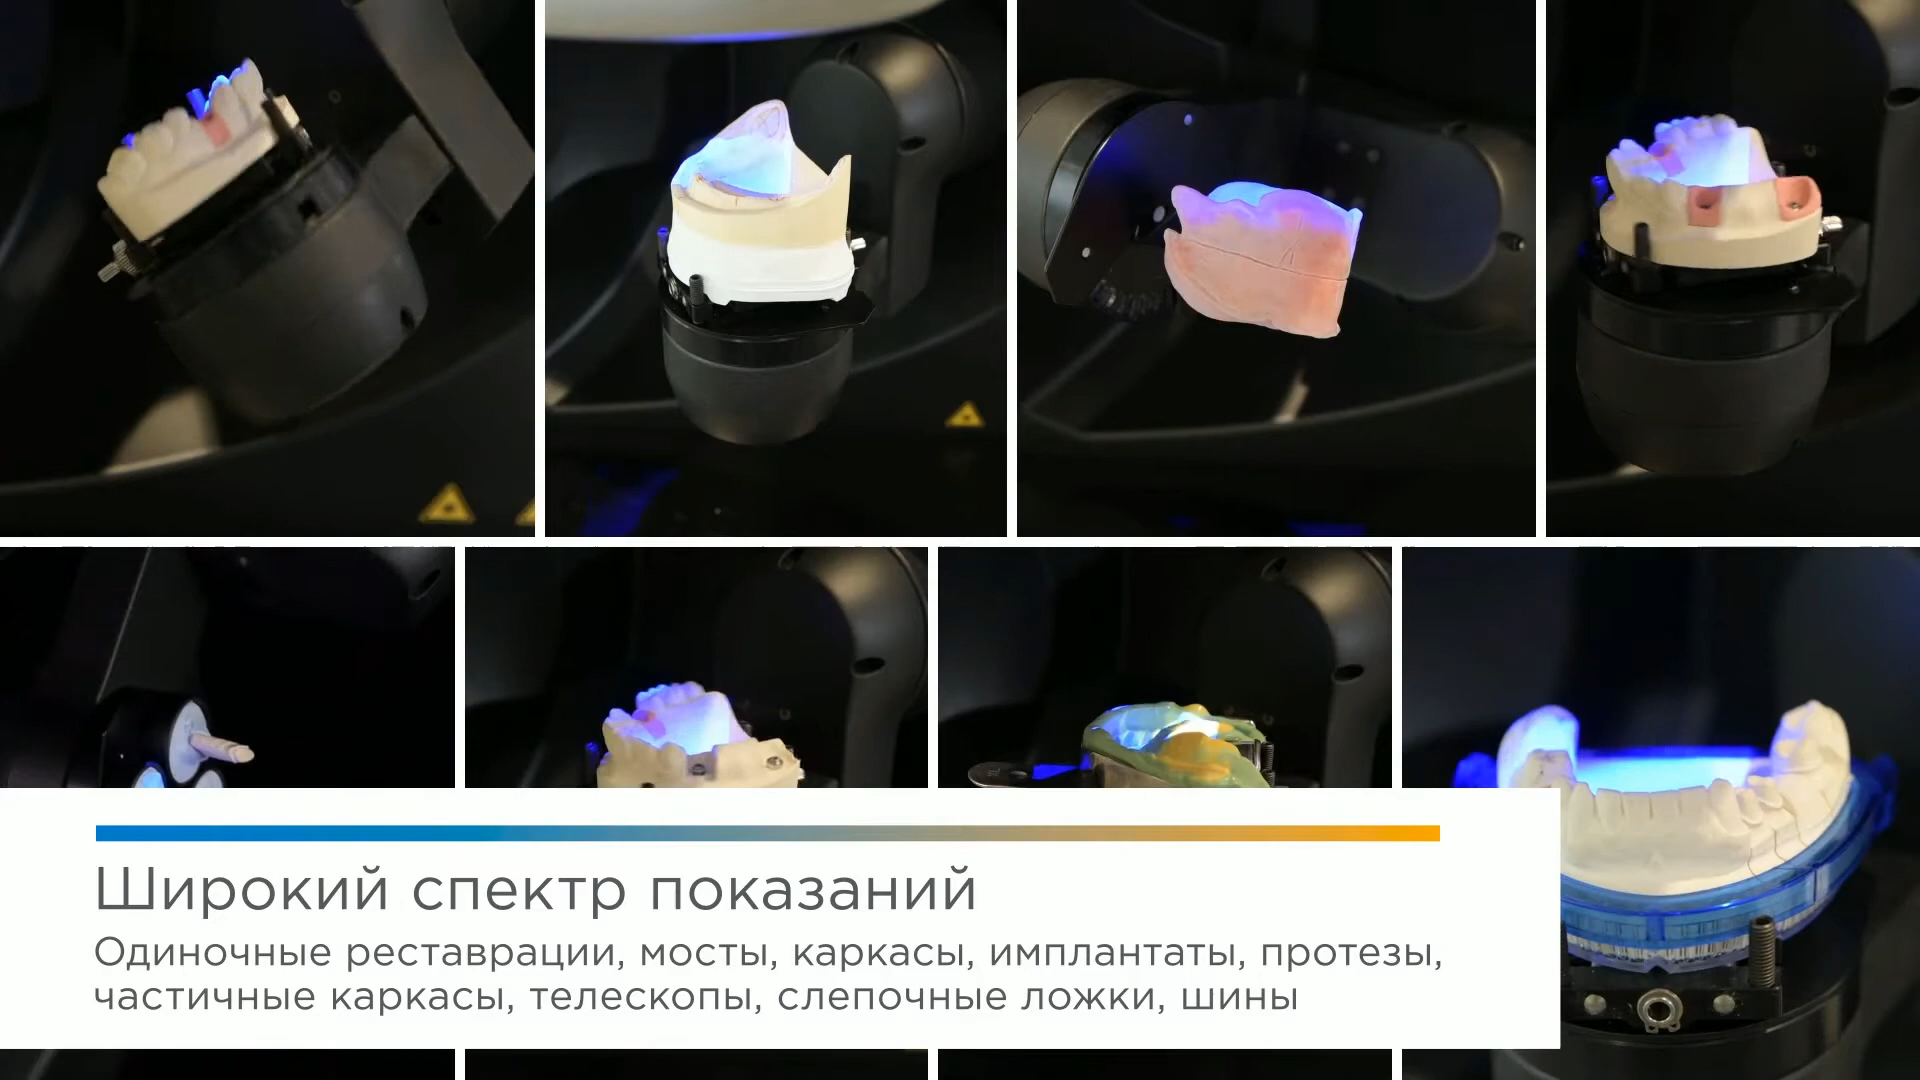 Широкий спектр показаний
Одиночные реставрации, мосты, каркасы, имплантаты, протезы,
частичные каркасы, телескопы, слепочные ложки, шины